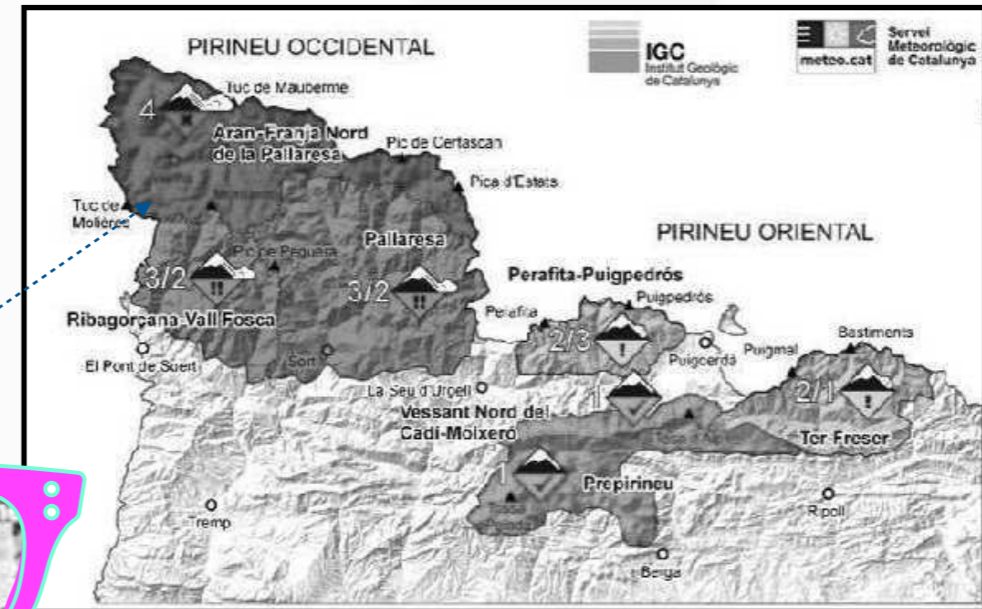 PIRINEU OCCIDENTAL
IGC
Institut Geològic
de Catalunya
meteo.cat
Servei
Meteorològic
de Catalunya
Tuc de Mauberme
4
Aran-Franja Nord
de la Pallaresa
Pic de Certascan
Pica d'Estats
Tuc de
Molières
PIRINEU ORIENTAL
Pallaresa
Pic de Peguera
3/2
3/2
Perafita-Puigpedrós
Puigpedrós
Perafita
Ribagorçana-Vall Fosca
2/3
Bastiments
Puigcerdà
Puigmal
El Pont de Suert
Sort
La Seu d'Urgell
1
2/1
Vessant Nord del
Cadí-Moixeró
Ter-Freser
1
Prepirineu
Tremp
Ripoll
Berga